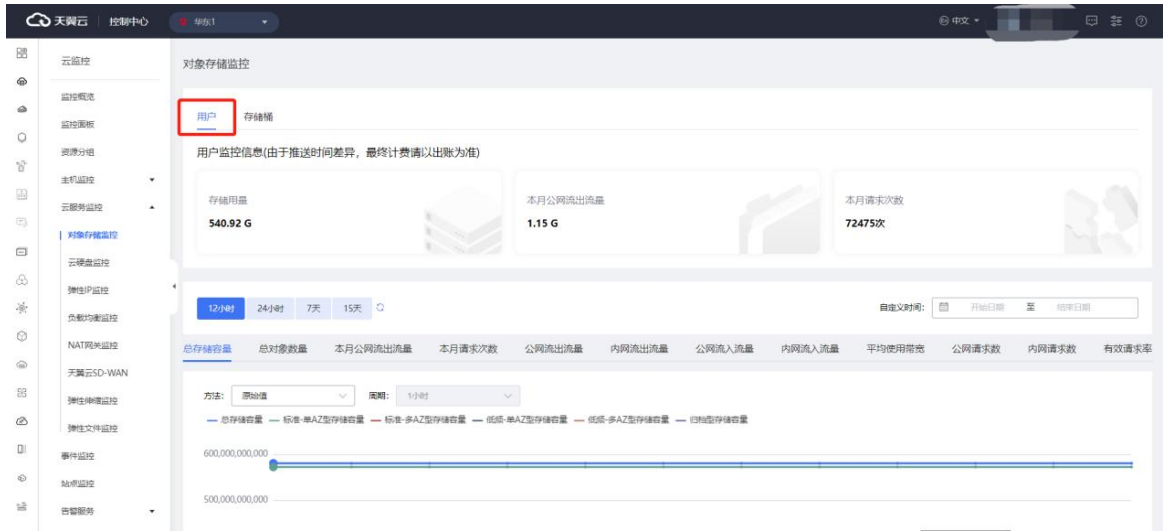 天翼云 控制中心 华东1 中文
云监控
监控概览
监控面板
资源分组
主机监控
云服务监控
对象存储监控
云硬盘监控
弹性IP监控
负载均衡监控
NAT网关监控
天翼云SD-WAN
弹性伸缩监控
弹性文件监控
事件监控
站点监控
告警服务
对象存储监控
用户 存储桶
用户监控信息(由于推送时间差异，最终计费请以出账为准)
存储用量 本月公网流出流量 本月请求次数
540.92 G 1.15 G 72475次
12小时 24小时 7天 15天 自定义时间: 开始日期 至 结束日期
总存储容量 总对象数量 本月公网流出流量 本月请求次数 公网流出流量 内网流出流量 公网流入流量 内网流入流量 平均使用带宽 公网请求数 内网请求数 有效请求率
方法: 原始值 周期: 1小时
总存储容量 标准-单AZ型存储容量 标准-多AZ型存储容量 低频-单AZ型存储容量 低频-多AZ型存储容量 归档型存储容量
600,000,000,000
500,000,000,000